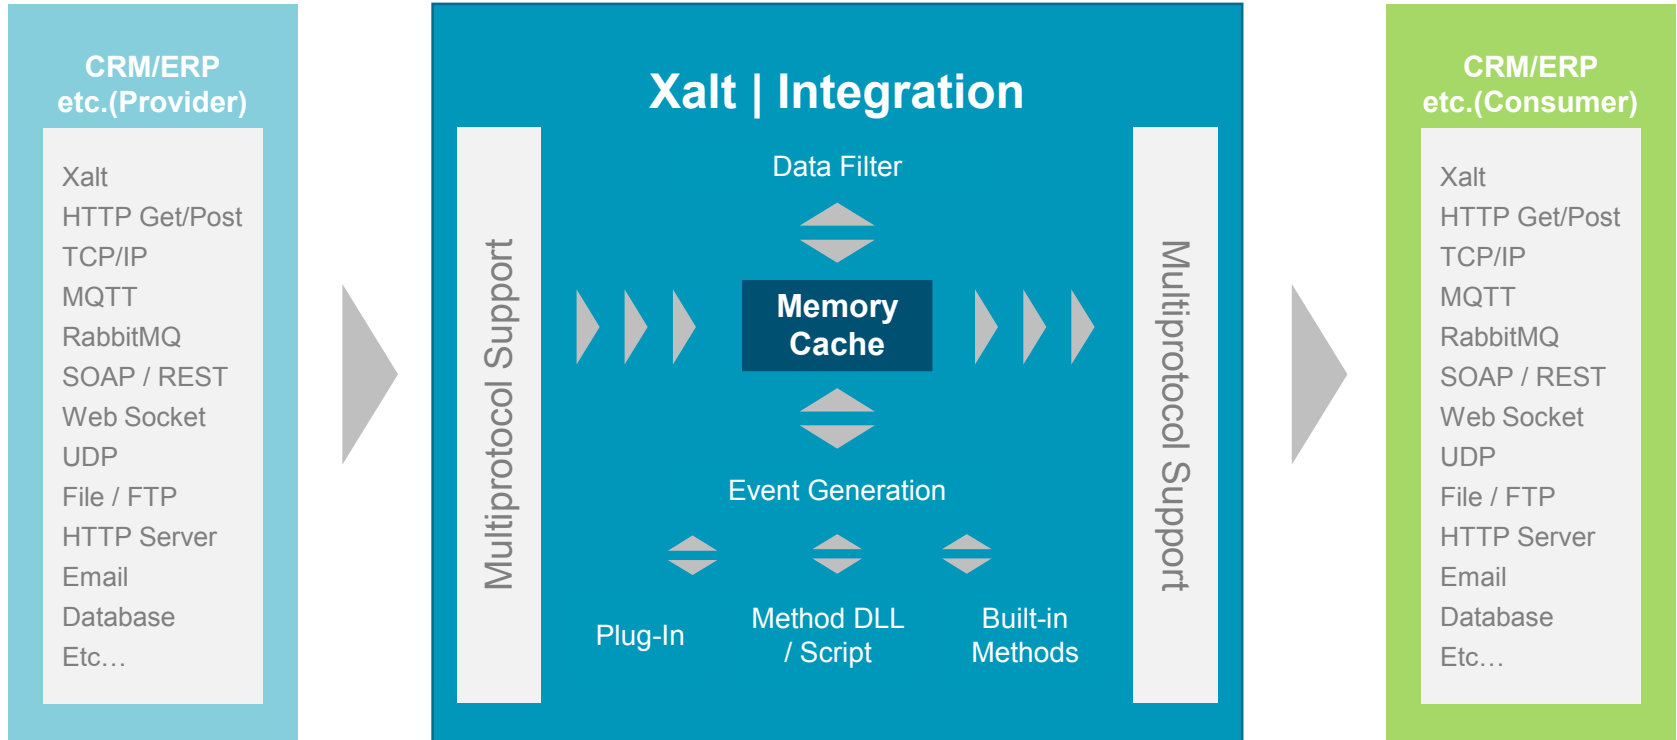 CRM/ERP
etc.(Provider)
Xalt
HTTP Get/Post
TCP/IP
MQTT
RabbitMQ
SOAP / REST
Web Socket
UDP
File / FTP
HTTP Server
Email
Database
Etc…
Xalt | Integration
Multiprotocol Support
Data Filter
Memory
Cache
Event Generation
Plug-In
Method DLL
/ Script
Built-in
Methods
Multiprotocol Support
CRM/ERP
etc.(Consumer)
Xalt
HTTP Get/Post
TCP/IP
MQTT
RabbitMQ
SOAP / REST
Web Socket
UDP
File / FTP
HTTP Server
Email
Database
Etc…